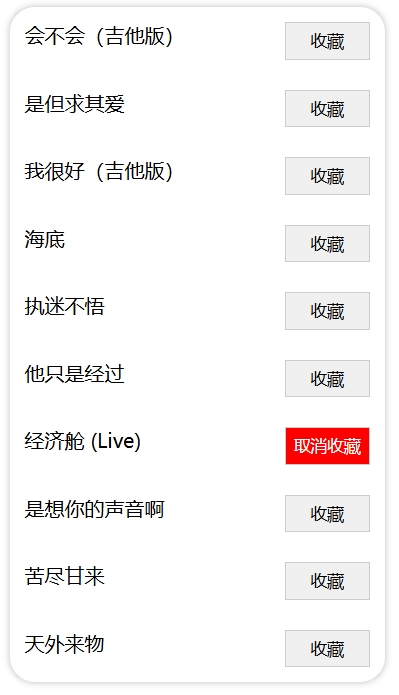 会不会（吉他版）
收藏
是但求其爱
收藏
我很好（吉他版）
收藏
海底
收藏
执迷不悟
收藏
他只是经过
收藏
经济舱 (Live)
取消收藏
是想你的声音啊
收藏
苦尽甘来
收藏
天外来物
收藏